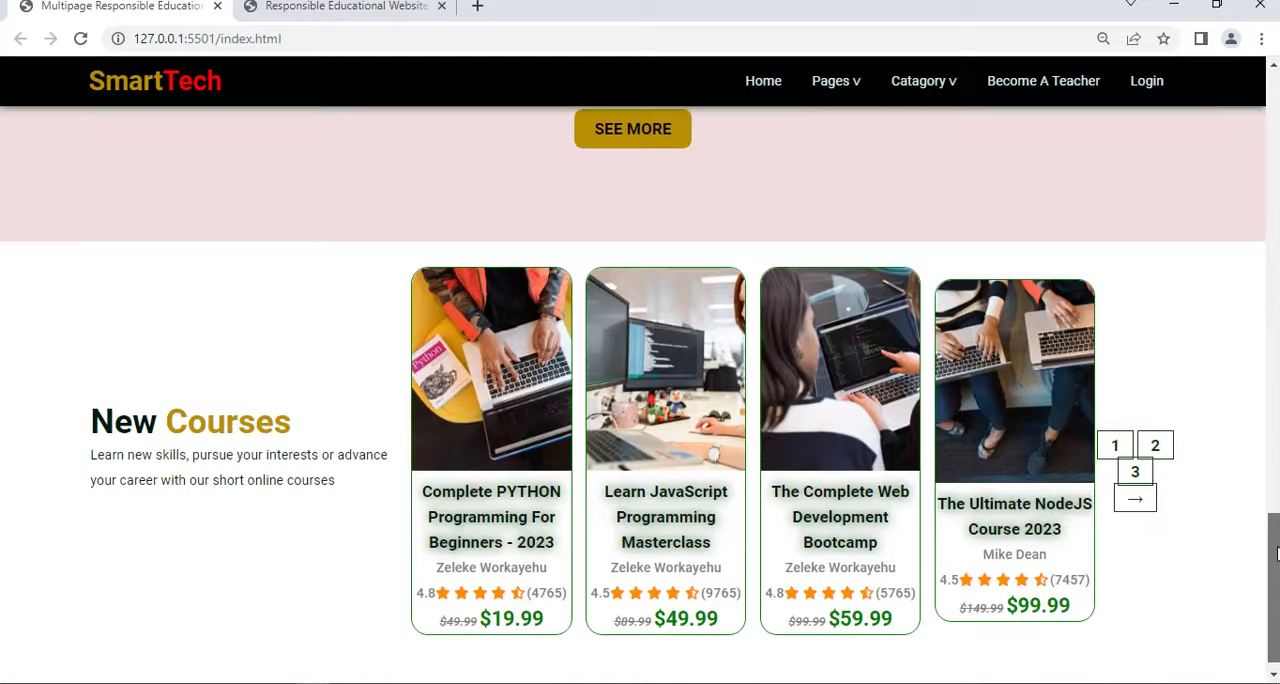 Multipage Responsible Educatio
Responsible Educational Website
127.0.0.1:5501/index.html
SmartTech
Home
Pages v
Catagory v
Become A Teacher
Login
SEE MORE
New Courses
Learn new skills, pursue your interests or advance
your career with our short online courses
Python
Complete PYTHON
Programming For
Beginners - 2023
Zeleke Workayehu
4.8 (4765)
$49.99 $19.99
Learn JavaScript
Programming
Masterclass
Zeleke Workayehu
4.5 (9765)
$89.99 $49.99
The Complete Web
Development
Bootcamp
Zeleke Workayehu
4.8 (5765)
$99.99 $59.99
The Ultimate NodeJS
Course 2023
Mike Dean
4.5 (7457)
$149.99 $99.99
1 2
3
→